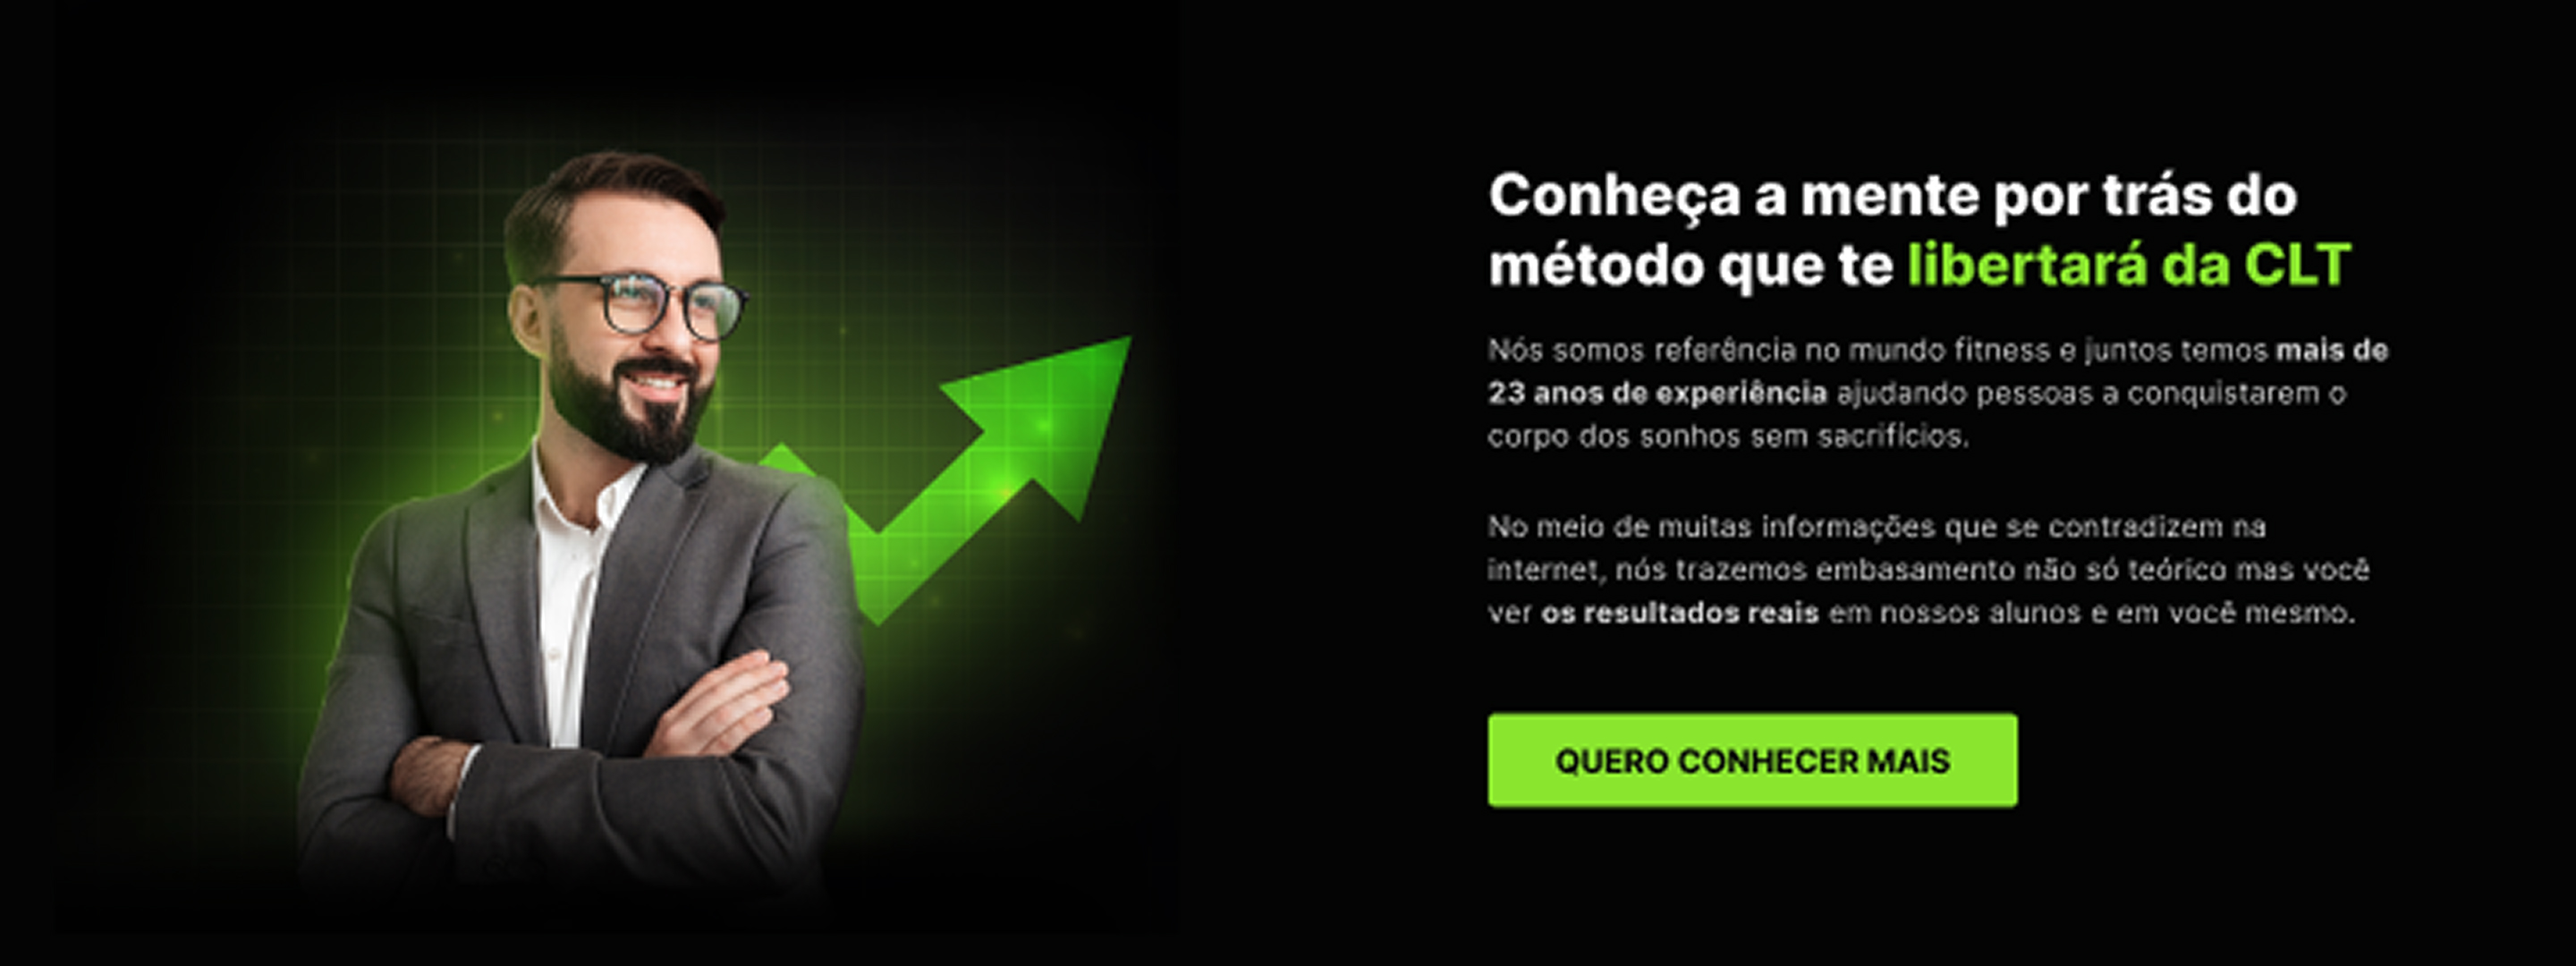 Conheça a mente por trás do
método que te libertará da CLT
Nós somos referência no mundo fitness e juntos temos mais de
23 anos de experiência ajudando pessoas a conquistarem o
corpo dos sonhos sem sacrifícios.
No meio de muitas informações que se contradizem na
internet, nós trazemos embasamento não só teórico mas você
ver os resultados reais em nossos alunos e em você mesmo.
QUERO CONHECER MAIS